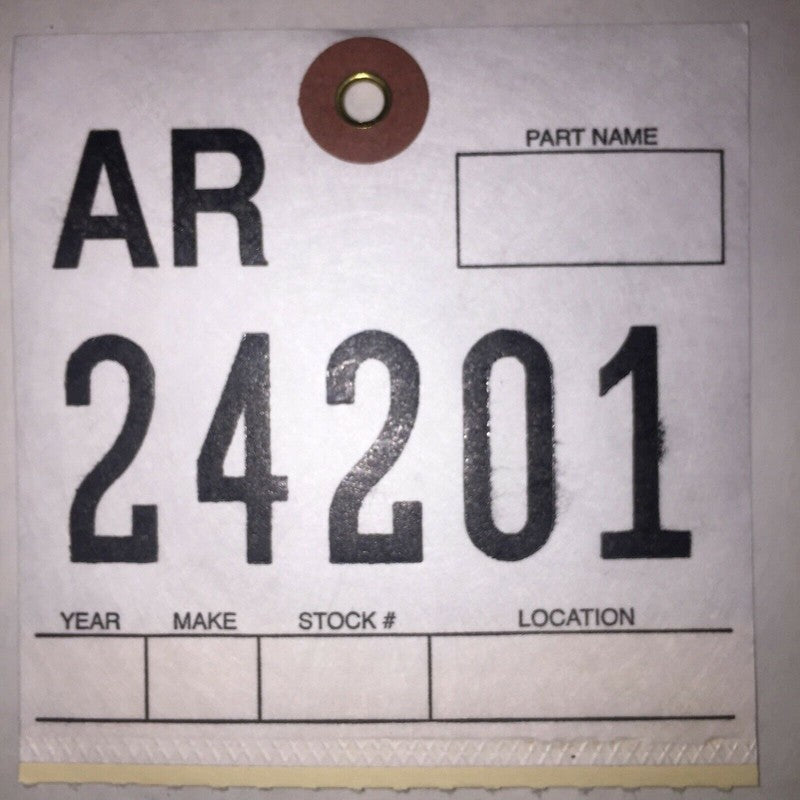 AR
PART NAME
24201
YEAR MAKE STOCK # LOCATION